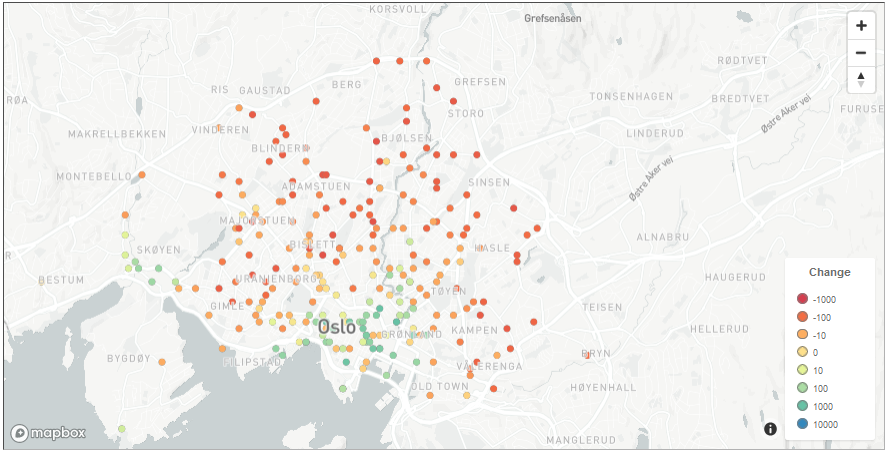 KORSVOLL
Grefsenåsen
RØDTVET
RIS
GAUSTAD
BERG
GREFSEN
TONSENHAGEN
BREDTVET
RØA
STORO
FURUSE
Østre Aker vei
MAKRELLBEKKEN
VINDEREN
BJØLSEN
LINDERUD
BLINDERN
MONTEBELLO
ADAMSTUEN
SINSEN
Østre Aker vei
MAJORSTUEN
ALNABRU
SKØYEN
BISLETT
HASLE
BESTUM
URANIENBORG
HAUGERUD
TØYEN
GIMLE
TEISEN
Oslo
GRØNLAND
KAMPEN
HELLERUD
BYGDØY
FILIPSTAD
BRYN
VÅLERENGA
OLD TOWN
HØYENHALL
MANGLERUD
Change
-1000
-100
-10
0
10
100
1000
10000
mapbox